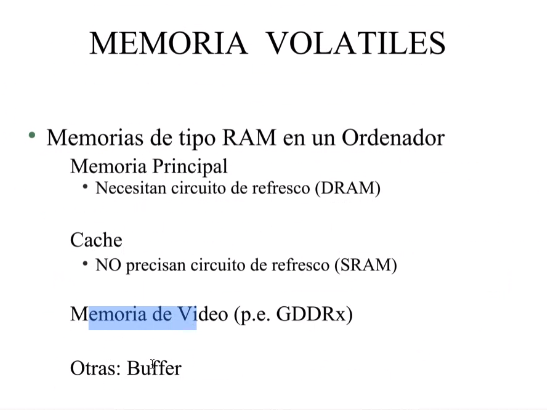 MEMORIA VOLATILES
• Memorias de tipo RAM en un Ordenador
Memoria Principal
• Necesitan circuito de refresco (DRAM)
Cache
• NO precisan circuito de refresco (SRAM)
Memoria de Video (p.e. GDDRx)
Otras: Buffer